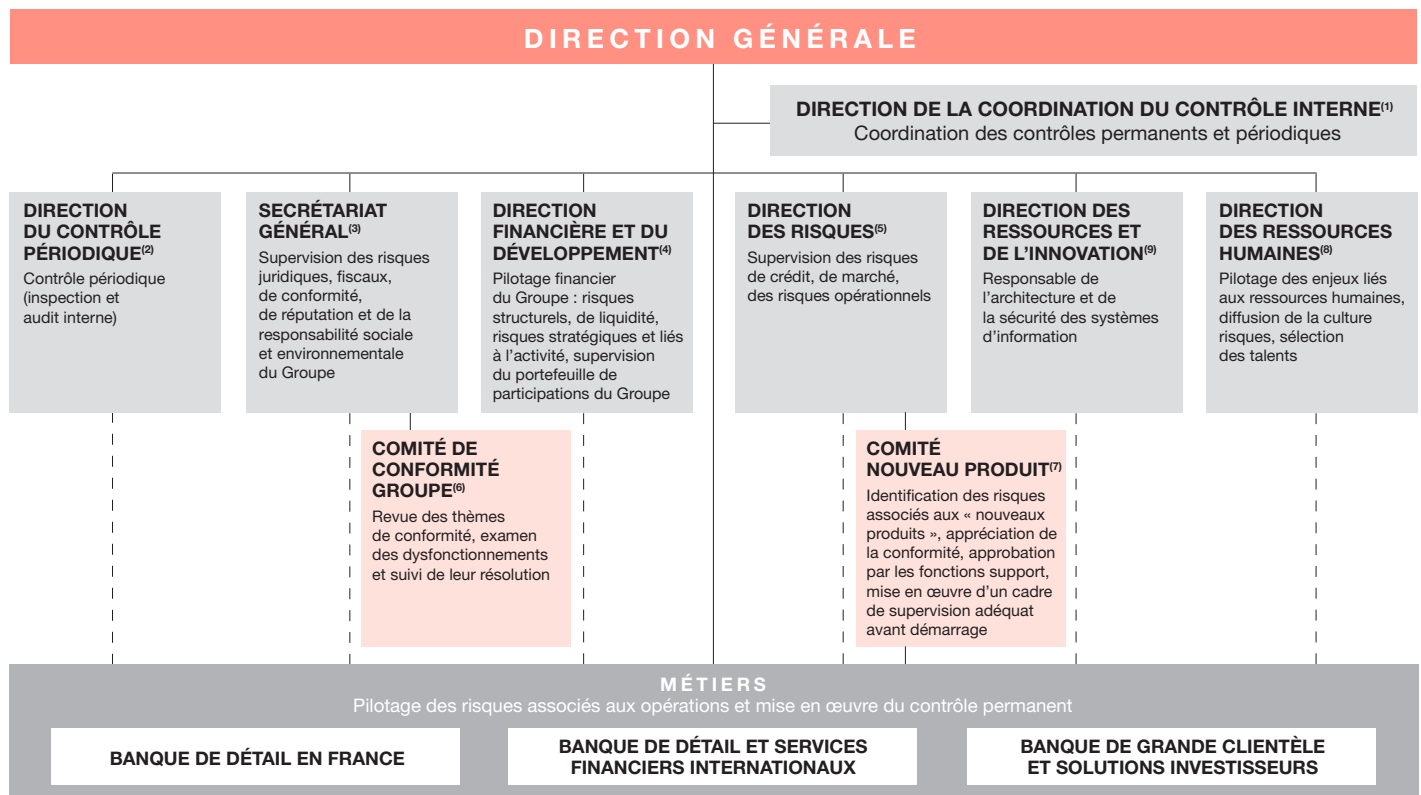 DIRECTION GÉNÉRALE
DIRECTION DE LA COORDINATION DU CONTRÔLE INTERNE(1)
Coordination des contrôles permanents et périodiques
DIRECTION
DU CONTRÔLE
PÉRIODIQUE(2)
Contrôle périodique
(inspection et
audit interne)
SECRÉTARIAT
GÉNÉRAL(3)
Supervision des risques
juridiques, fiscaux,
de conformité,
de réputation et de la
responsabilité sociale
et environnementale
du Groupe
DIRECTION
FINANCIÈRE ET DU
DÉVELOPPEMENT(4)
Pilotage financier
du Groupe : risques
structurels, de liquidité,
risques stratégiques et liés
à l’activité, supervision
du portefeuille de
participations du Groupe
DIRECTION
DES RISQUES(5)
Supervision des risques
de crédit, de marché,
des risques opérationnels
DIRECTION DES
RESSOURCES ET
DE L’INNOVATION(9)
Responsable de
l’architecture et de
la sécurité des systèmes
d’information
DIRECTION
DES RESSOURCES
HUMAINES(8)
Pilotage des enjeux liés
aux ressources humaines,
diffusion de la culture
risques, sélection
des talents
COMITÉ DE
CONFORMITÉ
GROUPE(6)
Revue des thèmes
de conformité, examen
des dysfonctionnements
et suivi de leur résolution
COMITÉ
NOUVEAU PRODUIT(7)
Identification des risques
associés aux « nouveaux
produits », appréciation de
la conformité, approbation
par les fonctions support,
mise en œuvre d’un cadre
de supervision adéquat
avant démarrage
MÉTIERS
Pilotage des risques associés aux opérations et mise en œuvre du contrôle permanent
BANQUE DE DÉTAIL EN FRANCE
BANQUE DE DÉTAIL ET SERVICES
FINANCIERS INTERNATIONAUX
BANQUE DE GRANDE CLIENTÈLE
ET SOLUTIONS INVESTISSEURS